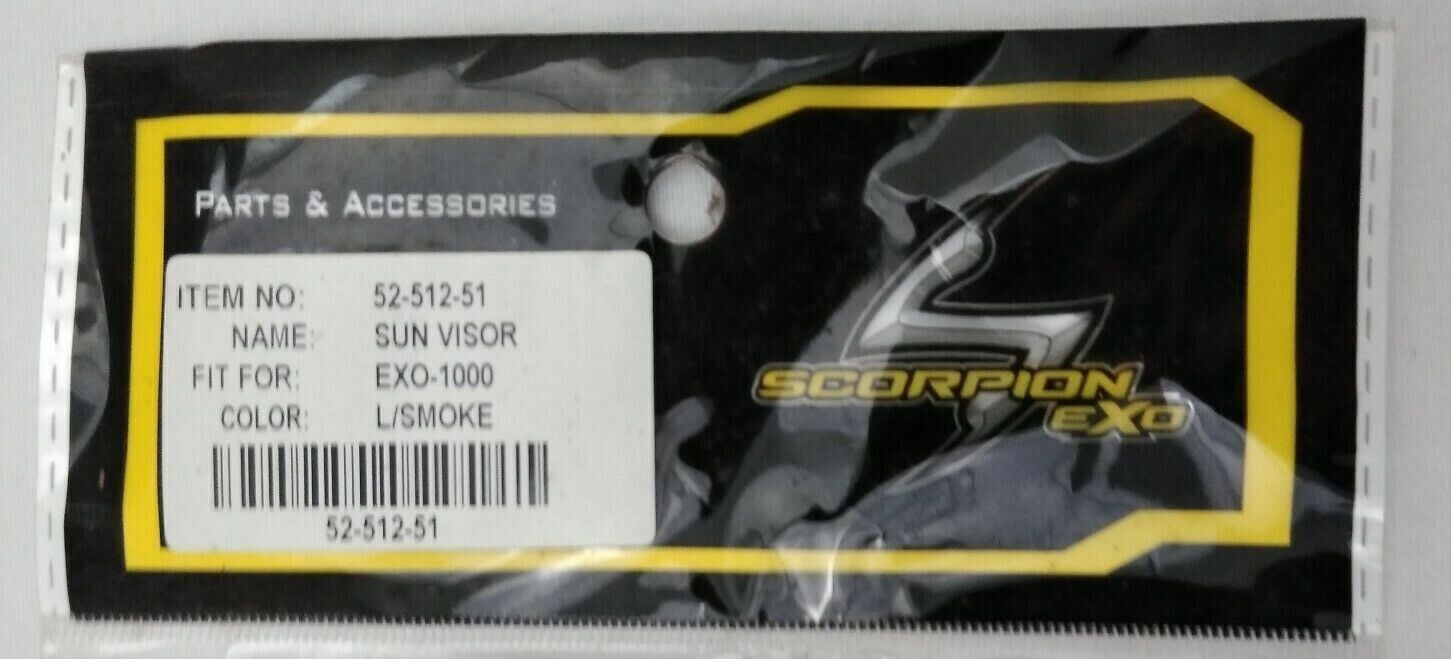 PARTS & ACCESSORIES
ITEM NO: 52-512-51
NAME: SUN VISOR
FIT FOR: EXO-1000
COLOR: L/SMOKE
52-512-51
SCORPION
EXO